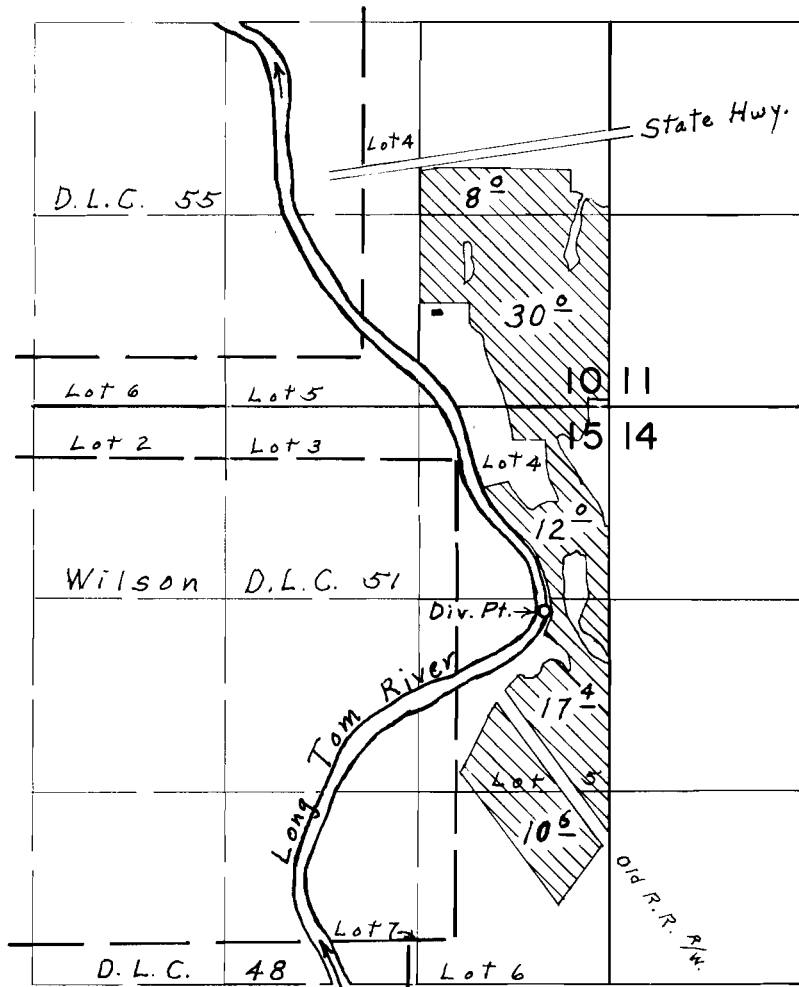 State Hwy.
Lot 4
D.L.C. 55
8 0
30 0
10 11
Lot 6 Lot 5
15 14
Lot 2 Lot 3
Lot 4
12 0
Wilson D.L.C. 51
Div. Pt.
Long Tom River
17 4
Lot 5
10 6
Old R.R. R/W.
Lot 7
D.L.C. 48
Lot 6